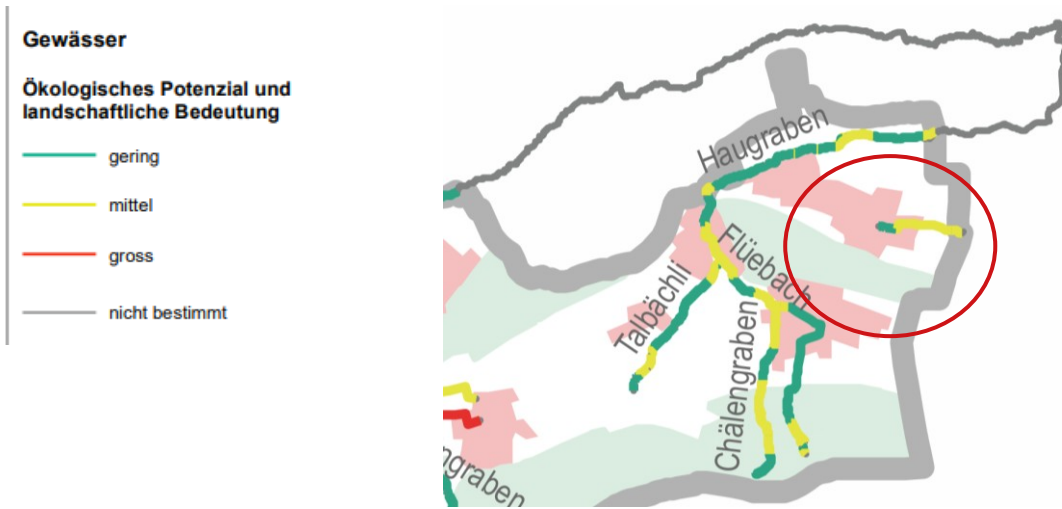 Gewässer
Ökologisches Potenzial und
landschaftliche Bedeutung
gering
mittel
gross
nicht bestimmt
Haugraben
Flüebach
Talbächli
Chälengraben
ngraben